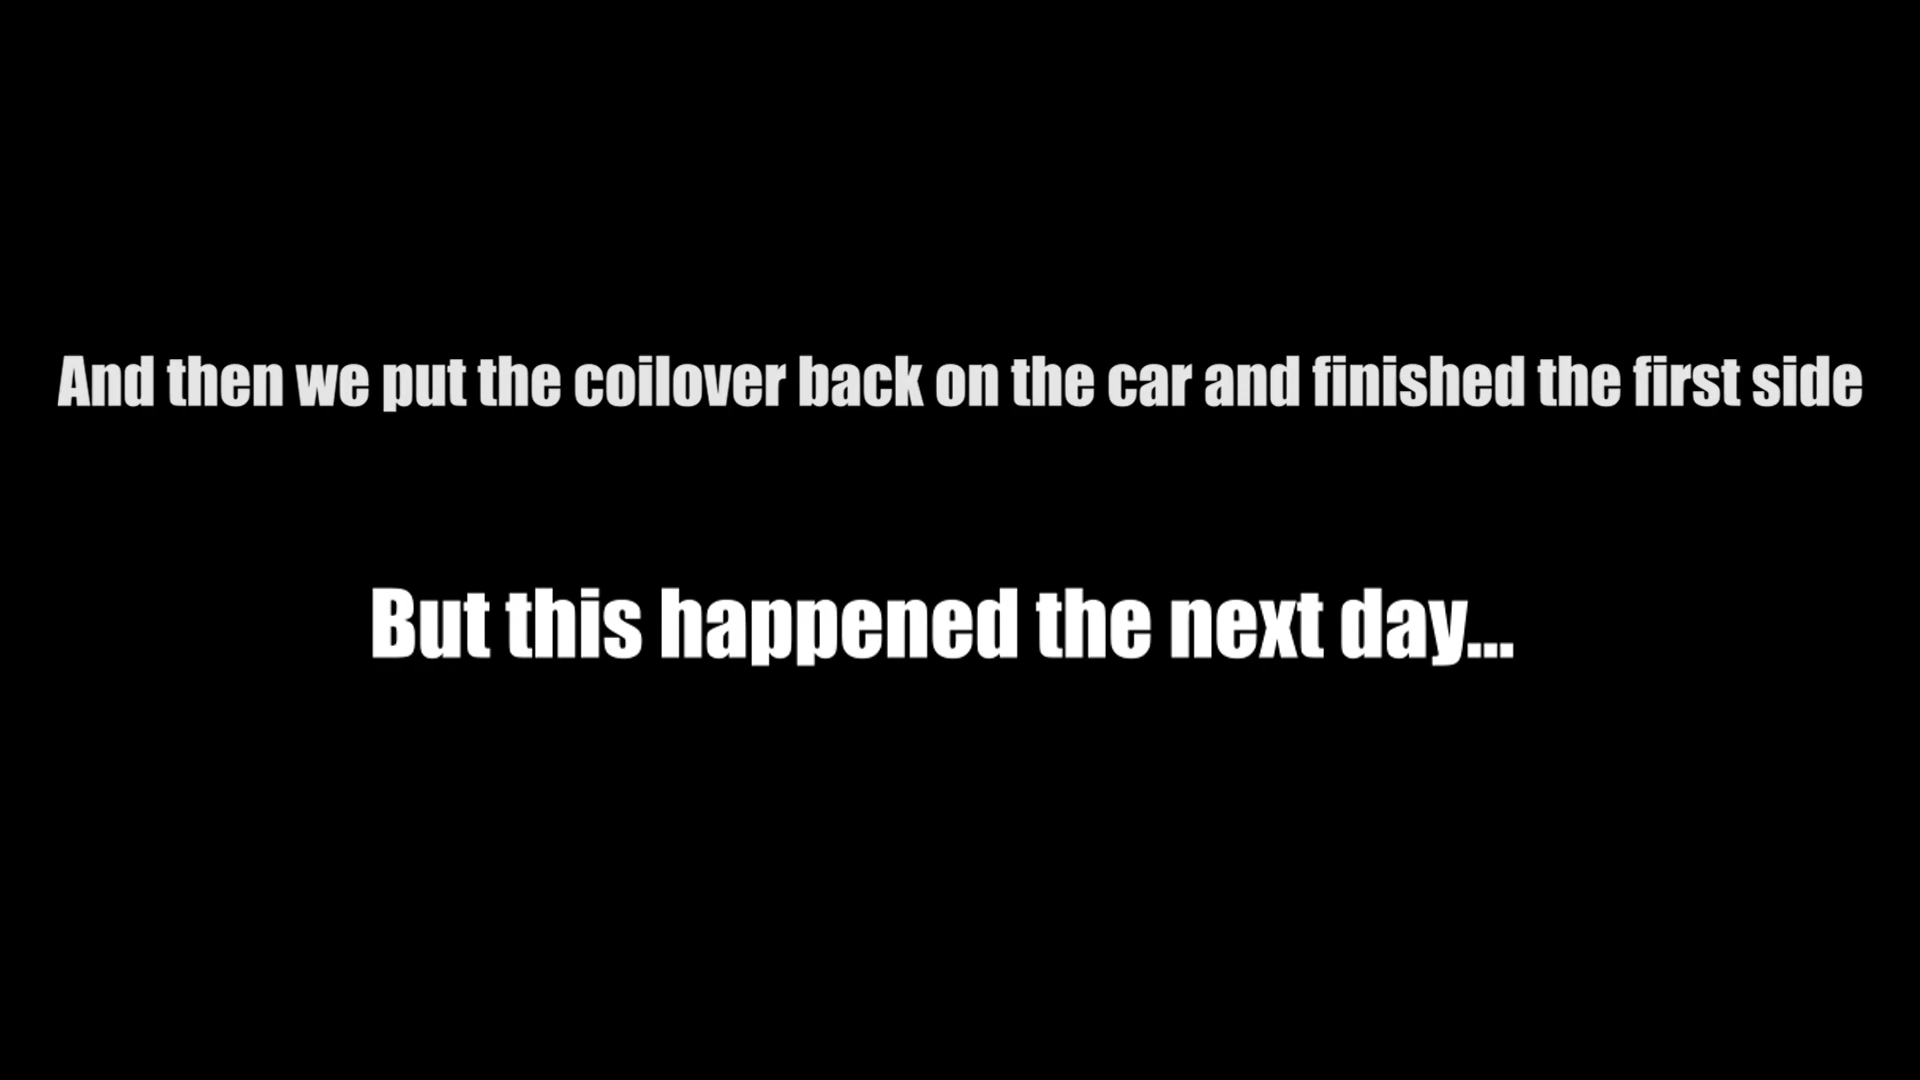 And then we put the coilover back on the car and finished the first side
But this happened the next day...